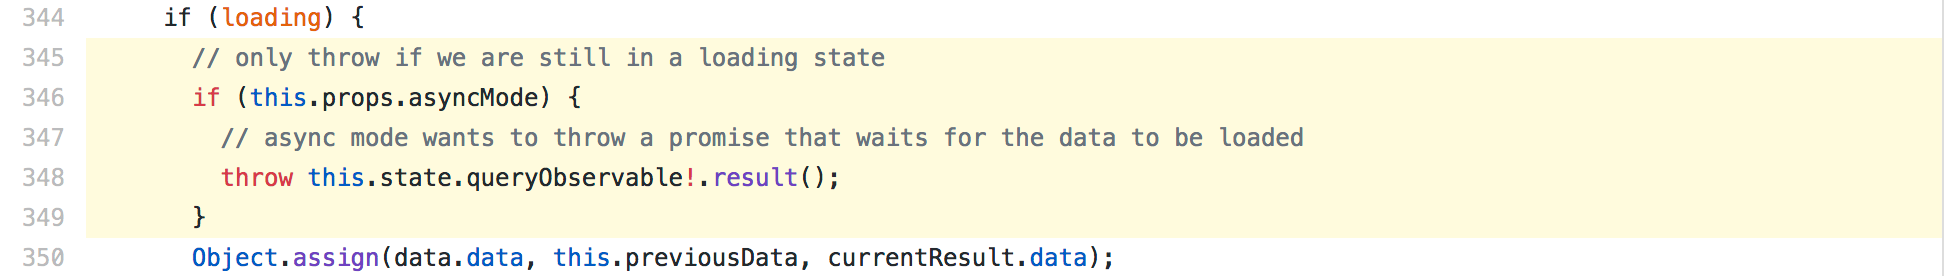 344 if (loading) {
345 // only throw if we are still in a loading state
346 if (this.props.asyncMode) {
347 // async mode wants to throw a promise that waits for the data to be loaded
348 throw this.state.queryObservable!.result();
349 }
350 Object.assign(data.data, this.previousData, currentResult.data);